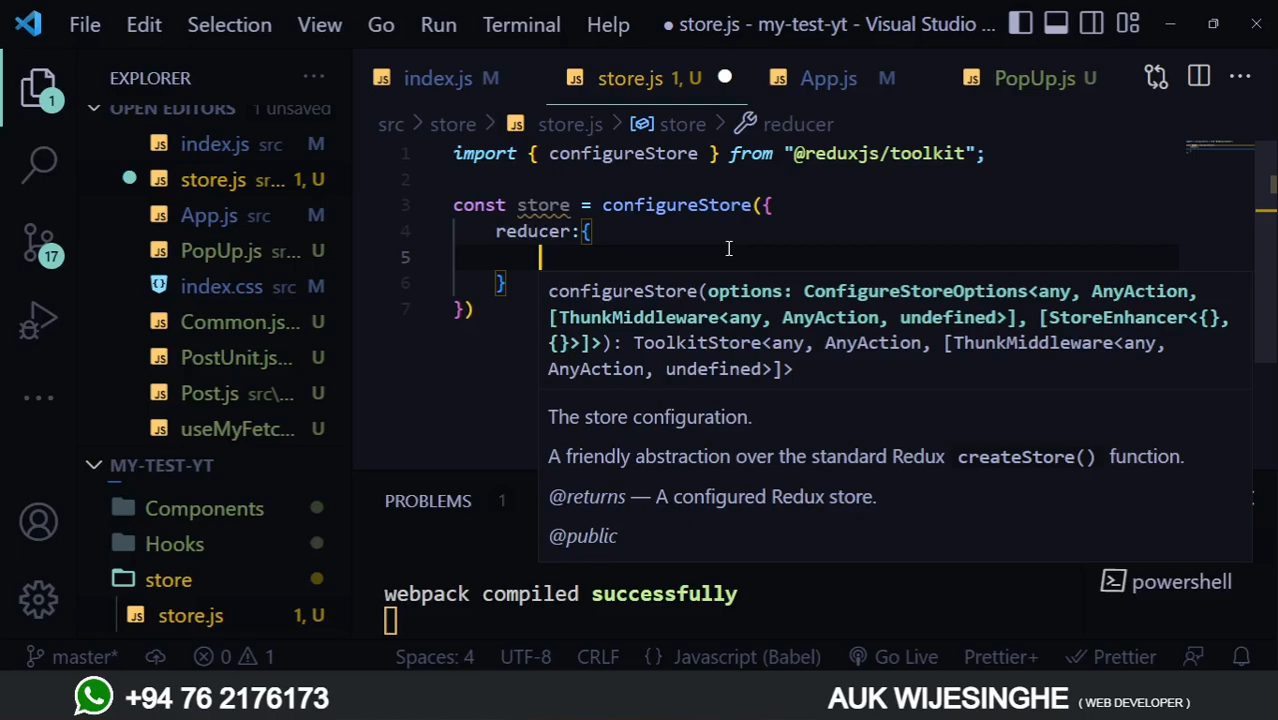 File Edit Selection View Go Run Terminal Help ● store.js - my-test-yt - Visual Studio ...
EXPLORER ...
index.js M store.js 1, U App.js M PopUp.js U ...
OPEN EDITORS 1 unsaved
src > store > store.js > store > reducer
index.js src M
store.js sr... 1, U
App.js src M
PopUp.js src U
index.css src M
Common.js... U
PostUnit.js... U
Post.js src\... U
useMyFetc... U
MY-TEST-YT
Components
Hooks
store
store.js 1, U
1
17
1 import { configureStore } from "@reduxjs/toolkit";
2
3 const store = configureStore({
4 reducer:{
5
6 }
7 })
configureStore(options: ConfigureStoreOptions<any, AnyAction,
[ThunkMiddleware<any, AnyAction, undefined>], [StoreEnhancer<{},
{}>]>): ToolkitStore<any, AnyAction, [ThunkMiddleware<any,
AnyAction, undefined>]>
The store configuration.
A friendly abstraction over the standard Redux createStore() function.
@returns — A configured Redux store.
@public
PROBLEMS 1
webpack compiled successfully
powershell
master* 0 1 Spaces: 4 UTF-8 CRLF {} JavaScript (Babel) Go Live Prettier+ Prettier
+94 76 2176173 AUK WIJESINGHE ( WEB DEVELOPER )